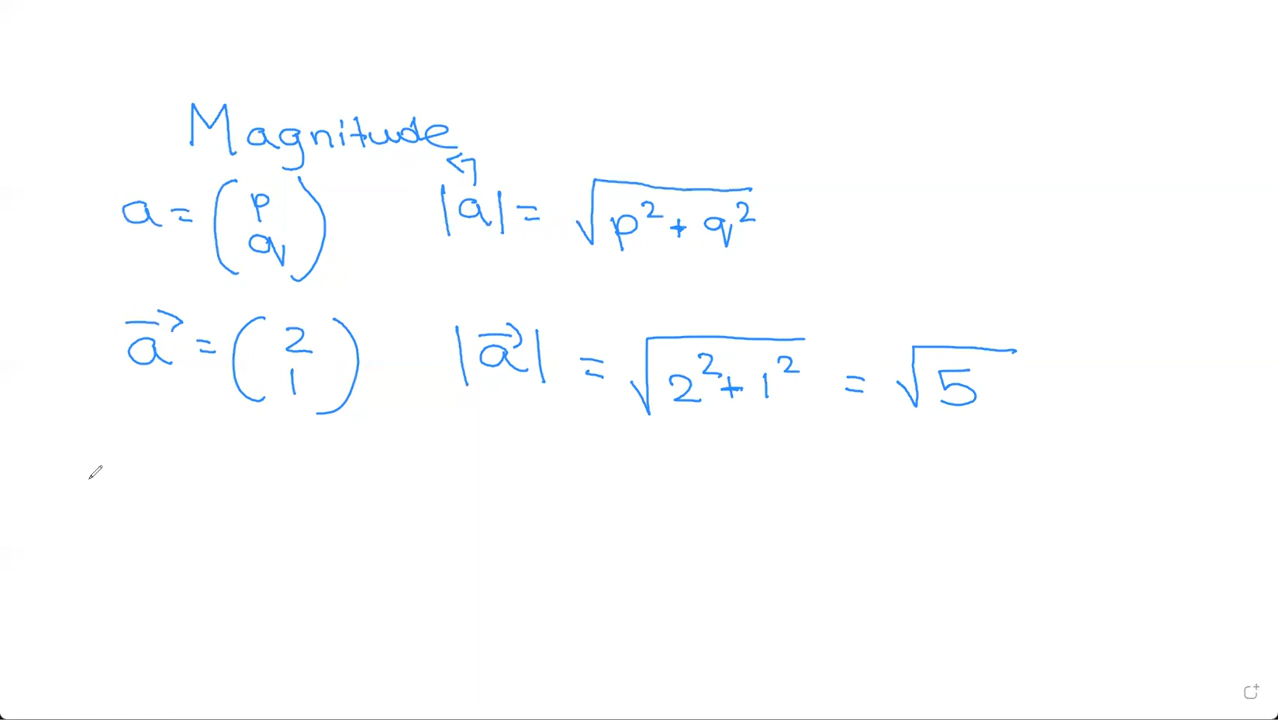 Magnitude
a = (p q) |a| = √p² + q²
a⃗ = (2 1) |a⃗| = √2² + 1² = √5